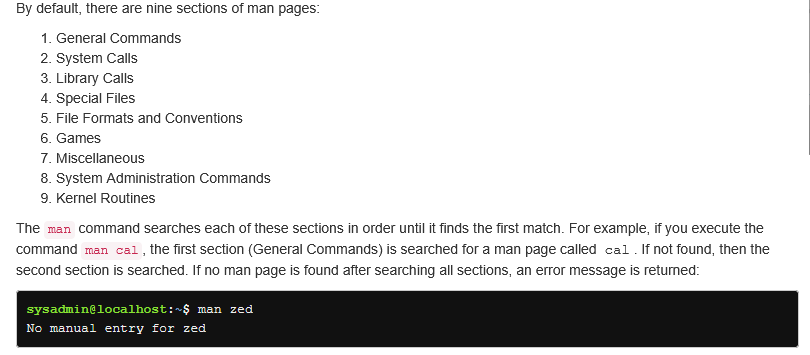 By default, there are nine sections of man pages:
1. General Commands
2. System Calls
3. Library Calls
4. Special Files
5. File Formats and Conventions
6. Games
7. Miscellaneous
8. System Administration Commands
9. Kernel Routines
The man command searches each of these sections in order until it finds the first match. For example, if you execute the
command man cal , the first section (General Commands) is searched for a man page called cal . If not found, then the
second section is searched. If no man page is found after searching all sections, an error message is returned:
sysadmin@localhost:~$ man zed
No manual entry for zed